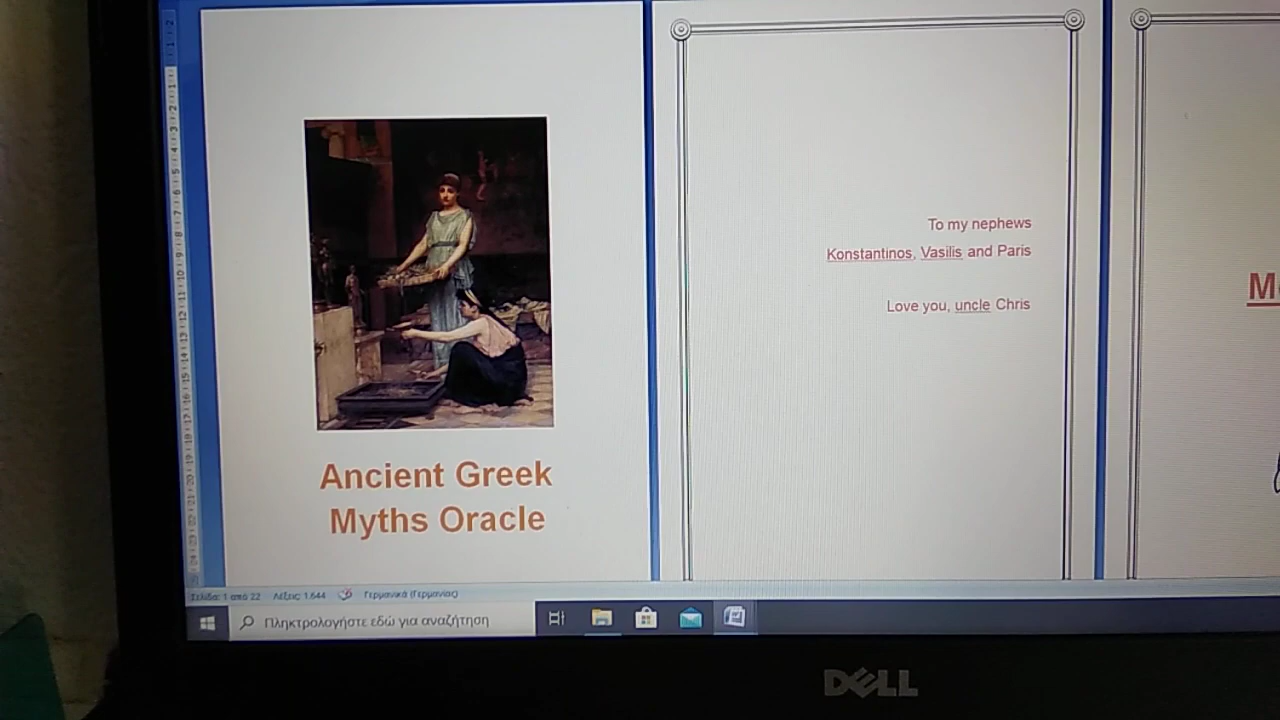 Ancient Greek
Myths Oracle
To my nephews
Konstantinos, Vasilis and Paris
Love you, uncle Chris
Σελίδα: 1 από 22 Λέξεις: 1.644 Γερμανικά (Γερμανίας)
Πληκτρολογήστε εδώ για αναζήτηση
DELL